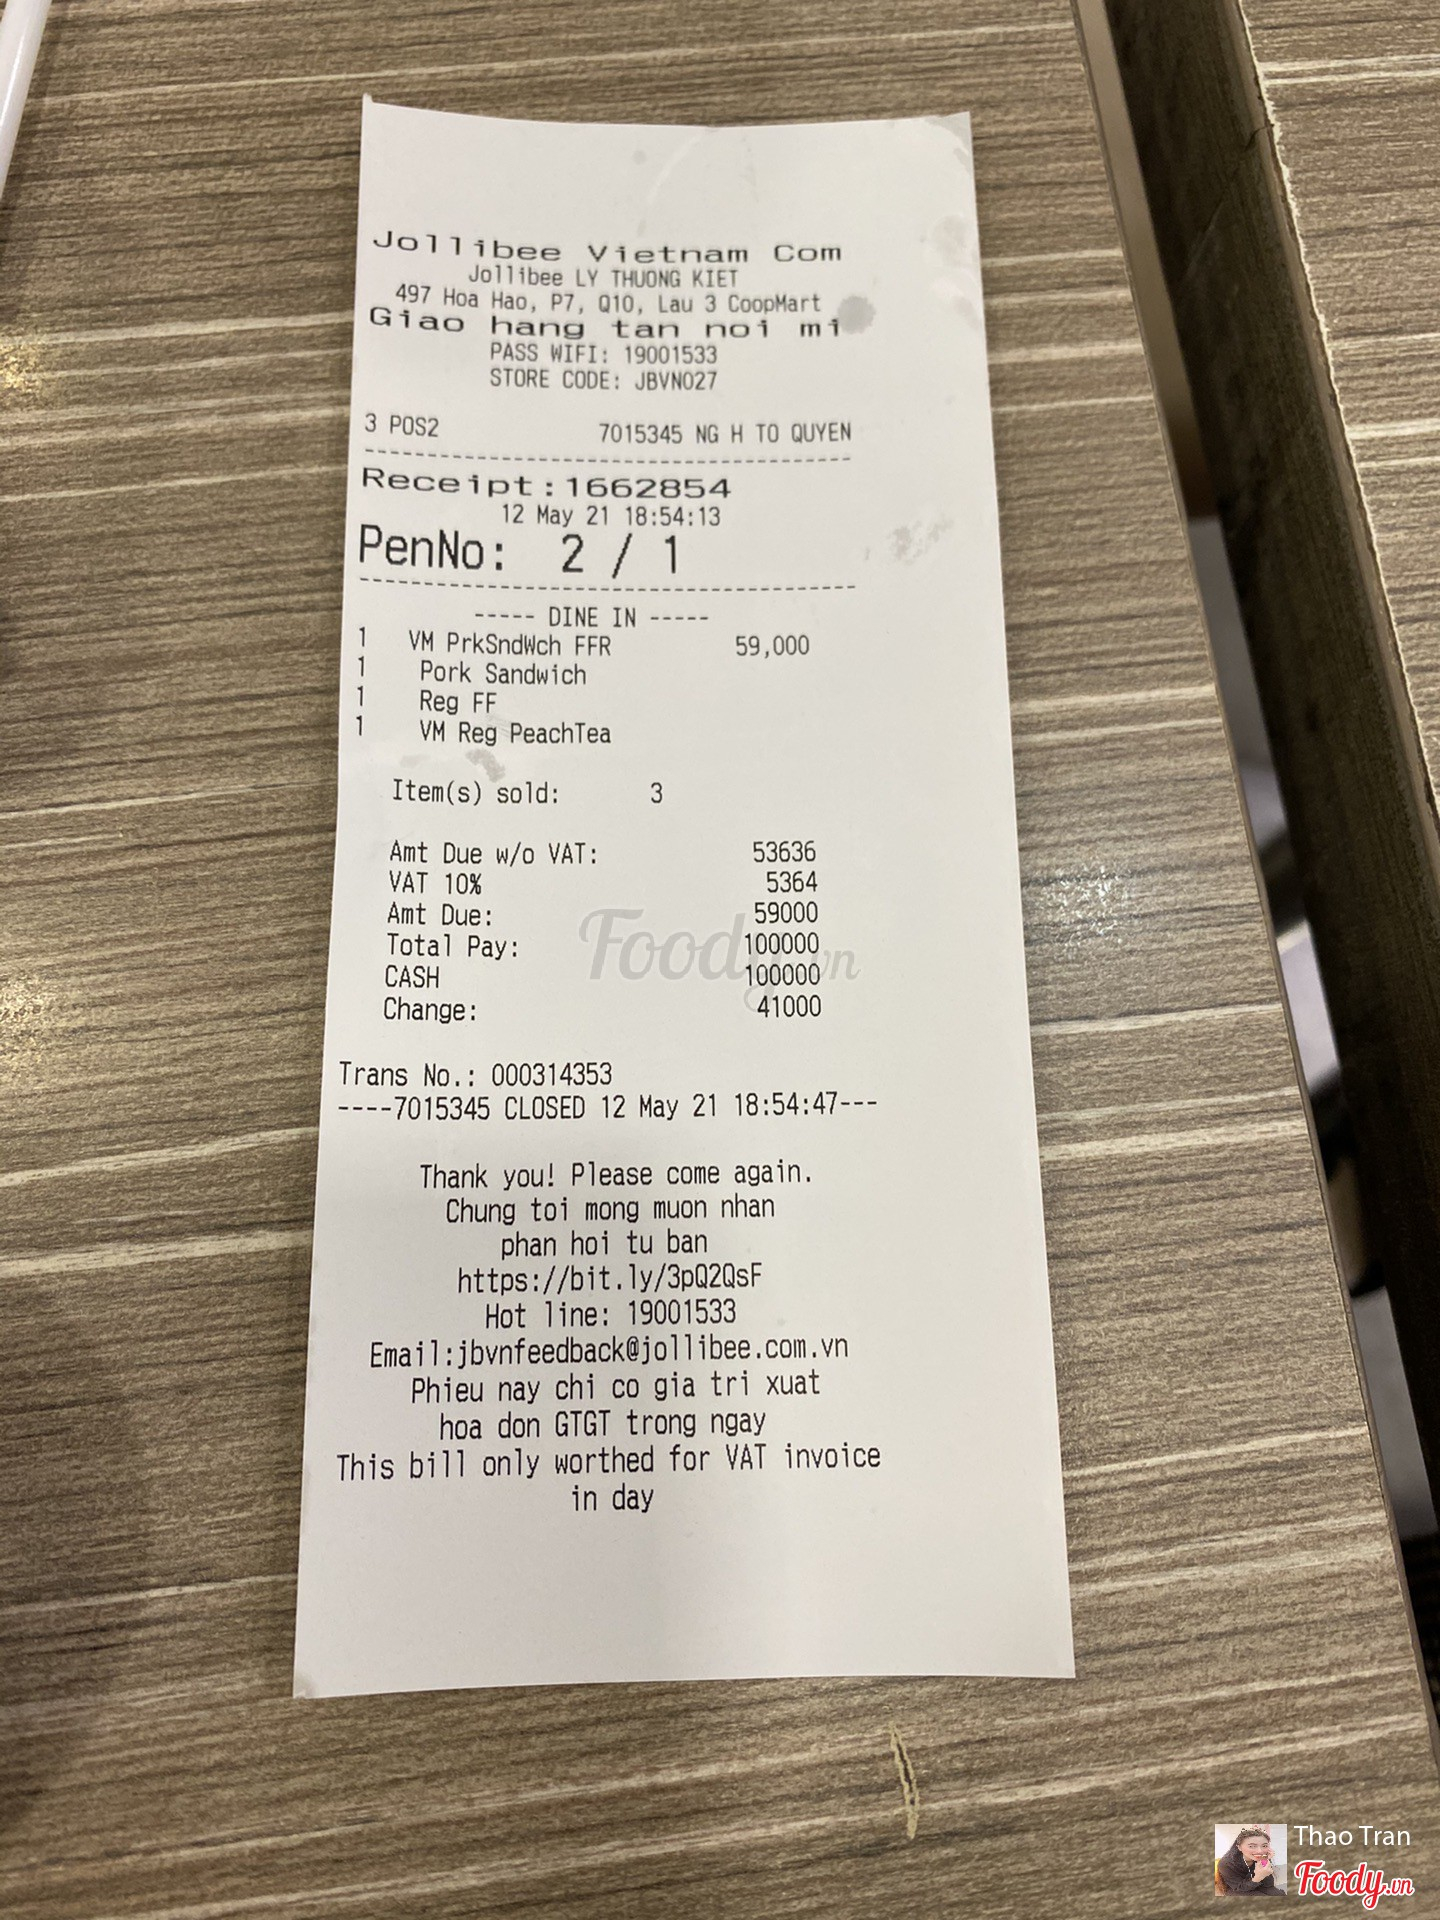 Jollibee Vietnam Com
Jollibee LY THUONG KIET
497 Hoa Hao, P7, Q10, Lau 3 CoopMart
Giao hang tan noi mi
PASS WIFI: 19001533
STORE CODE: JBVN027
3 POS2 7015345 NG H TO QUYEN
Receipt:1662854
12 May 21 18:54:13
PenNo: 2 / 1
----- DINE IN -----
1 VM PrkSndWch FFR 59,000
1 Pork Sandwich
1 Reg FF
1 VM Reg PeachTea
Item(s) sold: 3
Amt Due w/o VAT: 53636
VAT 10% 5364
Amt Due: 59000
Total Pay: 100000
CASH 100000
Change: 41000
Foody.vn
Trans No.: 000314353
----7015345 CLOSED 12 May 21 18:54:47---
Thank you! Please come again.
Chung toi mong muon nhan
phan hoi tu ban
https://bit.ly/3pQ2QsF
Hot line: 19001533
Email:jbvnfeedback@jollibee.com.vn
Phieu nay chi co gia tri xuat
hoa don GTGT trong ngay
This bill only worthed for VAT invoice
in day
Thao Tran
Foody.vn